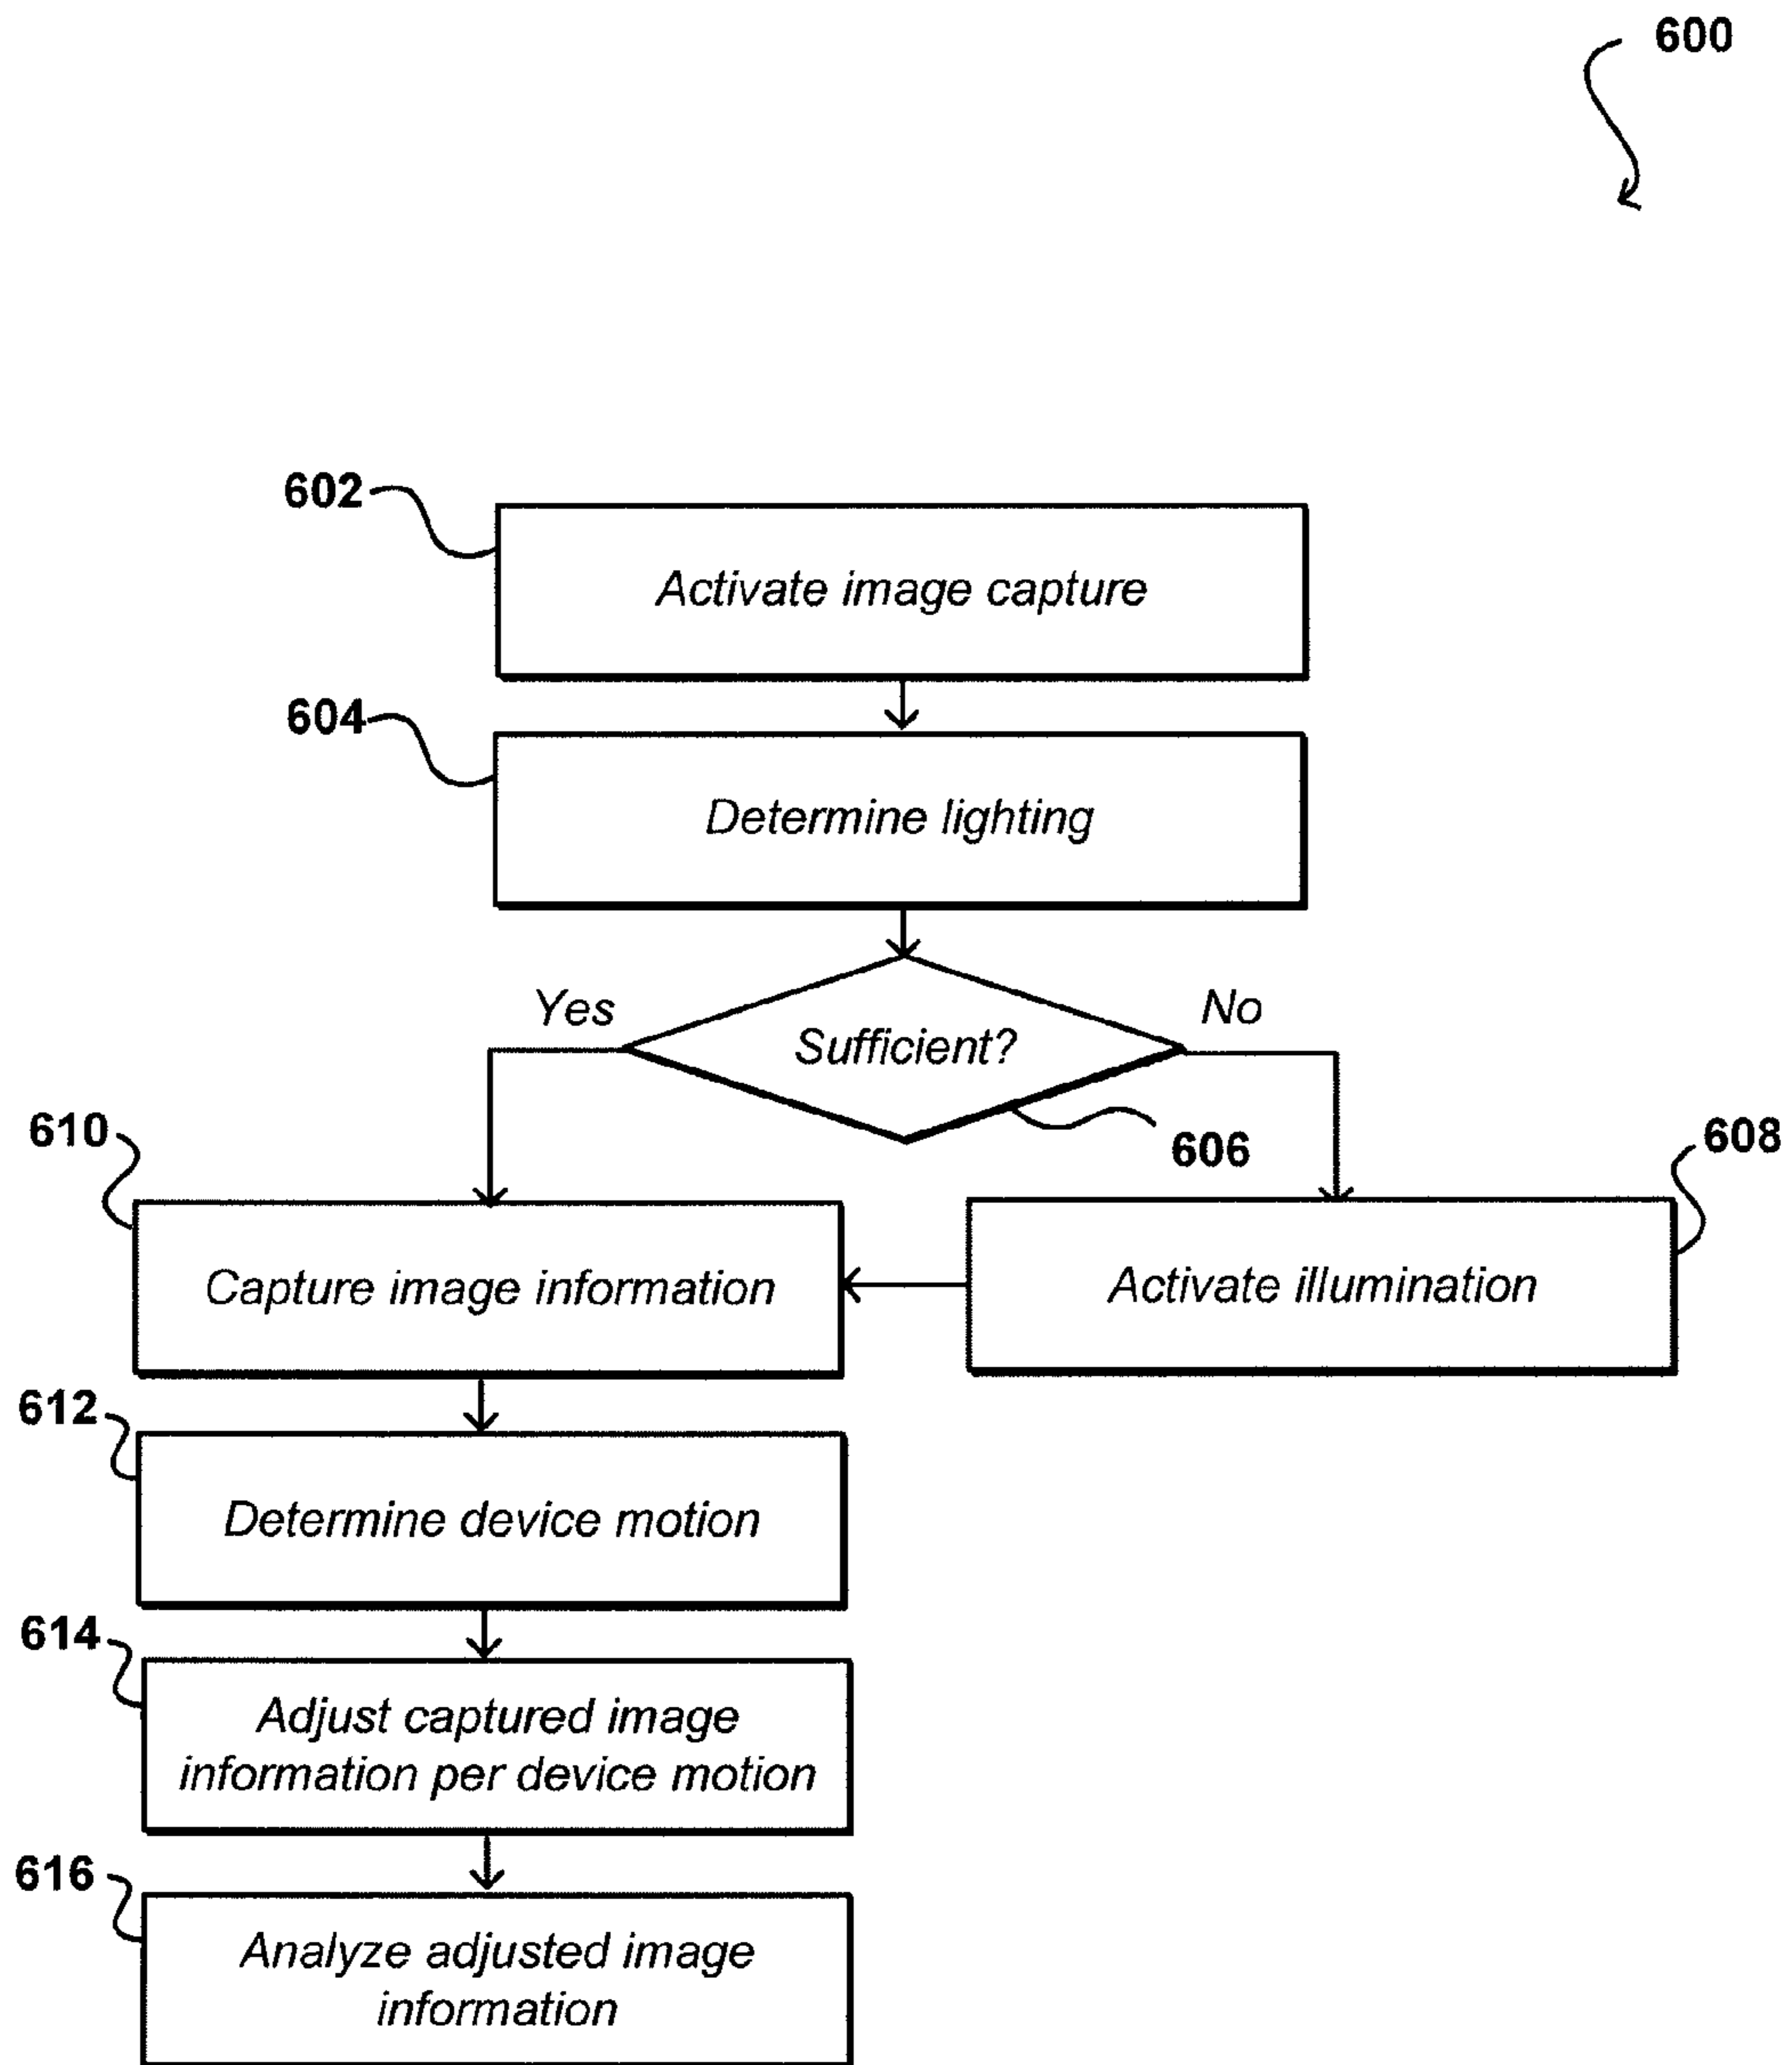 600
602
Activate image capture
604
Determine lighting
Yes
No
Sufficient?
606
610
608
Capture image information
Activate illumination
612
Determine device motion
614
Adjust captured image
information per device motion
616
Analyze adjusted image
information